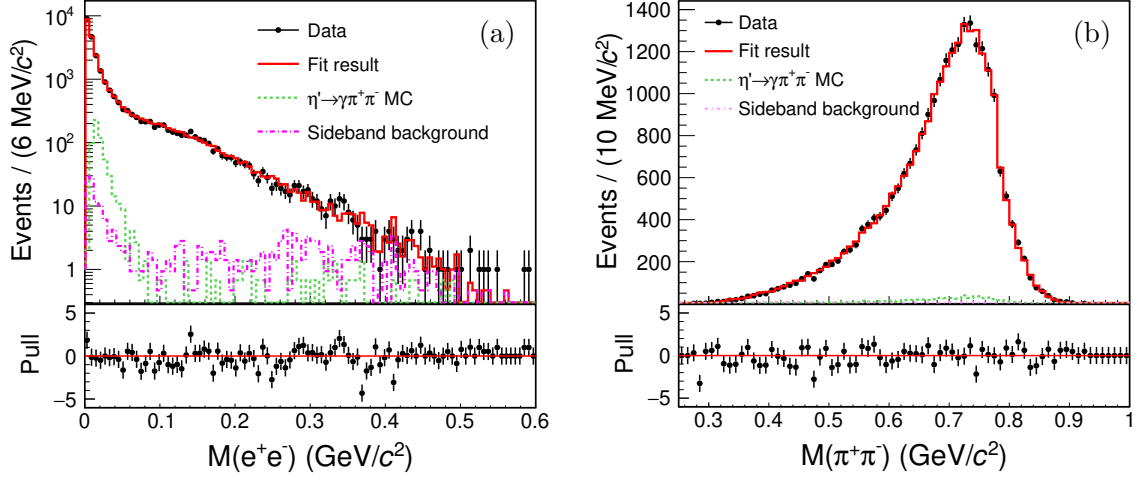 10⁴
10³
10²
10
1
Events / (6 MeV/c²)
(a)
Data
Fit result
η'→γπ⁺π⁻ MC
Sideband background
5
0
−5
Pull
0 0.1 0.2 0.3 0.4 0.5 0.6
M(e⁺e⁻) (GeV/c²)
1400
1200
1000
800
600
400
200
Events / (10 MeV/c²)
(b)
Data
Fit result
η'→γπ⁺π⁻ MC
Sideband background
5
0
−5
Pull
0.3 0.4 0.5 0.6 0.7 0.8 0.9 1
M(π⁺π⁻) (GeV/c²)